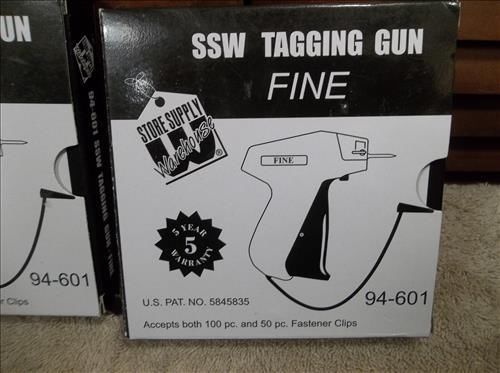 UN
94-601
r Clips
94-601 SSW TAGGING GUN FINE
SSW TAGGING GUN
FINE
STORE SUPPLY
W
WareHouSe
FINE
5 YEAR
5
WARRANTY
U.S. PAT. NO. 5845835
94-601
Accepts both 100 pc. and 50 pc. Fastener Clips